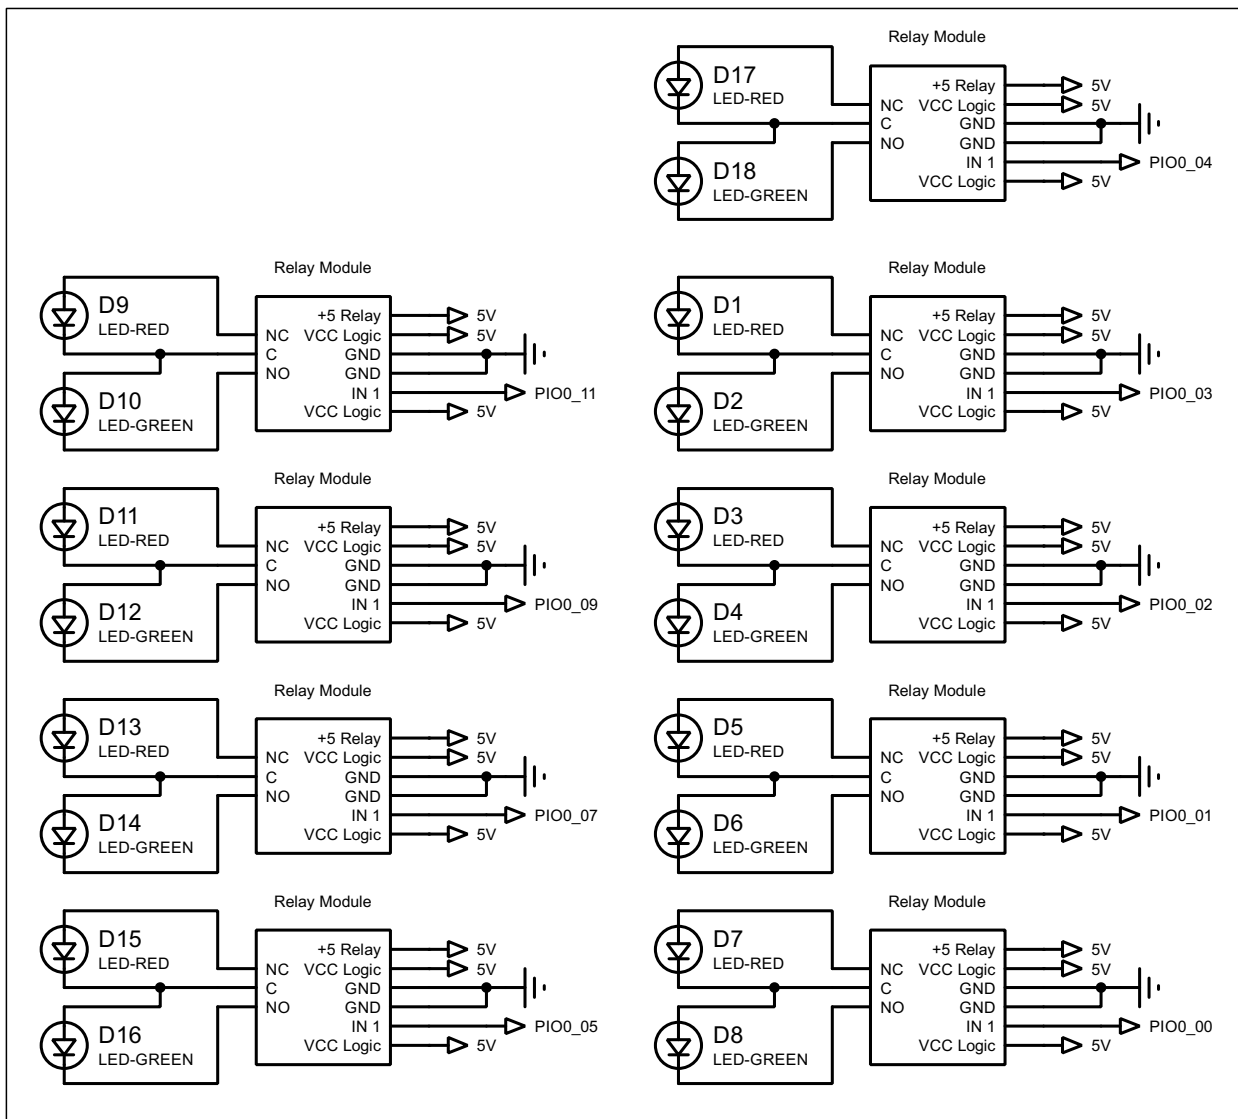 Relay Module
D17
LED-RED
D18
LED-GREEN
NC
C
NO
+5 Relay
VCC Logic
GND
GND
IN 1
VCC Logic
5V
5V
PIO0_04
5V
Relay Module
D9
LED-RED
D10
LED-GREEN
NC
C
NO
+5 Relay
VCC Logic
GND
GND
IN 1
VCC Logic
5V
5V
PIO0_11
5V
Relay Module
D1
LED-RED
D2
LED-GREEN
NC
C
NO
+5 Relay
VCC Logic
GND
GND
IN 1
VCC Logic
5V
5V
PIO0_03
5V
Relay Module
D11
LED-RED
D12
LED-GREEN
NC
C
NO
+5 Relay
VCC Logic
GND
GND
IN 1
VCC Logic
5V
5V
PIO0_09
5V
Relay Module
D3
LED-RED
D4
LED-GREEN
NC
C
NO
+5 Relay
VCC Logic
GND
GND
IN 1
VCC Logic
5V
5V
PIO0_02
5V
Relay Module
D13
LED-RED
D14
LED-GREEN
NC
C
NO
+5 Relay
VCC Logic
GND
GND
IN 1
VCC Logic
5V
5V
PIO0_07
5V
Relay Module
D5
LED-RED
D6
LED-GREEN
NC
C
NO
+5 Relay
VCC Logic
GND
GND
IN 1
VCC Logic
5V
5V
PIO0_01
5V
Relay Module
D15
LED-RED
D16
LED-GREEN
NC
C
NO
+5 Relay
VCC Logic
GND
GND
IN 1
VCC Logic
5V
5V
PIO0_05
5V
Relay Module
D7
LED-RED
D8
LED-GREEN
NC
C
NO
+5 Relay
VCC Logic
GND
GND
IN 1
VCC Logic
5V
5V
PIO0_00
5V